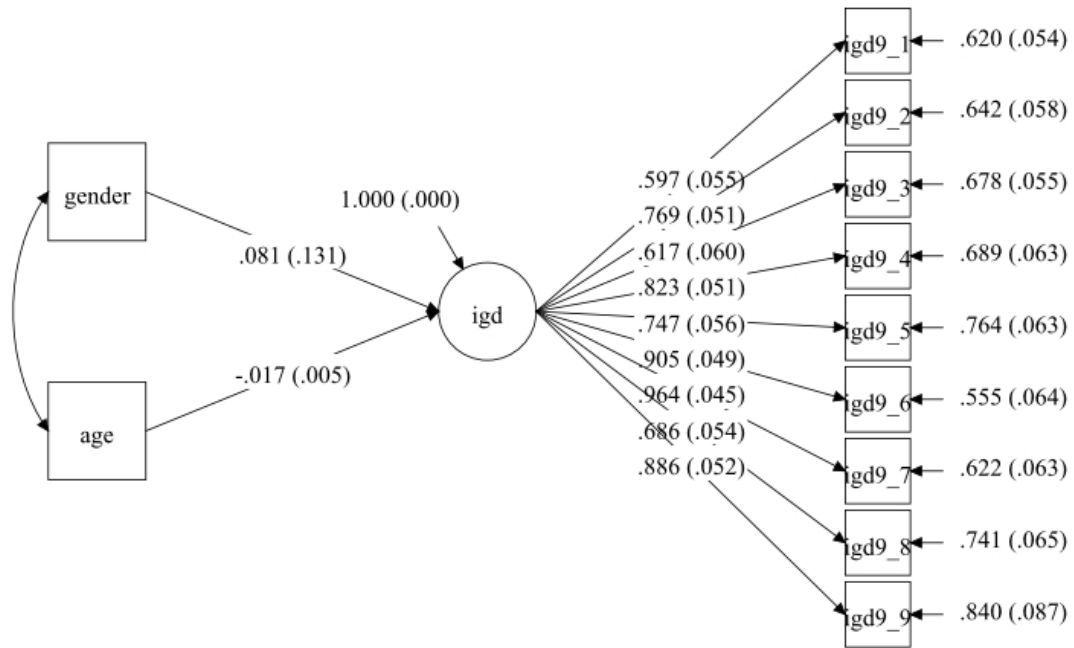 igd9_1
.620 (.054)
igd9_2
.642 (.058)
gender
1.000 (.000)
.597 (.055)
igd9_3
.678 (.055)
.769 (.051)
.081 (.131)
.617 (.060)
igd9_4
.689 (.063)
.823 (.051)
igd
.747 (.056)
igd9_5
.764 (.063)
-.017 (.005)
.905 (.049)
.964 (.045)
igd9_6
.555 (.064)
age
.686 (.054)
.886 (.052)
igd9_7
.622 (.063)
igd9_8
.741 (.065)
igd9_9
.840 (.087)